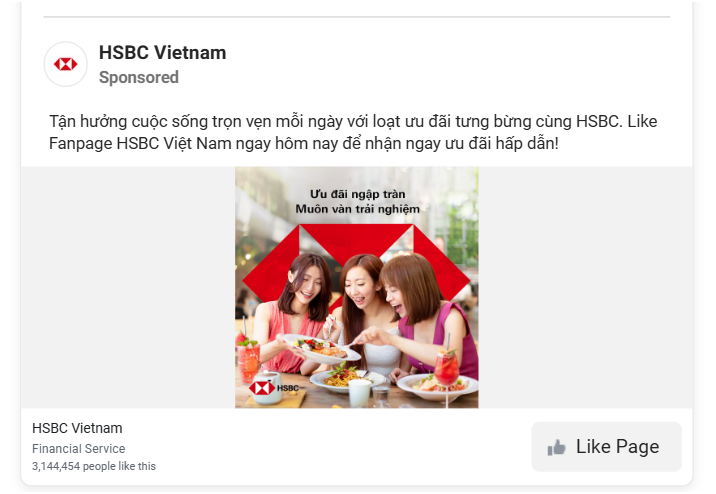 HSBC Vietnam
Sponsored
Tận hưởng cuộc sống trọn vẹn mỗi ngày với loạt ưu đãi tưng bừng cùng HSBC. Like
Fanpage HSBC Việt Nam ngay hôm nay để nhận ngay ưu đãi hấp dẫn!
Ưu đãi ngập tràn
Muôn vàn trải nghiệm
HSBC
HSBC Vietnam
Financial Service
3,144,454 people like this
Like Page